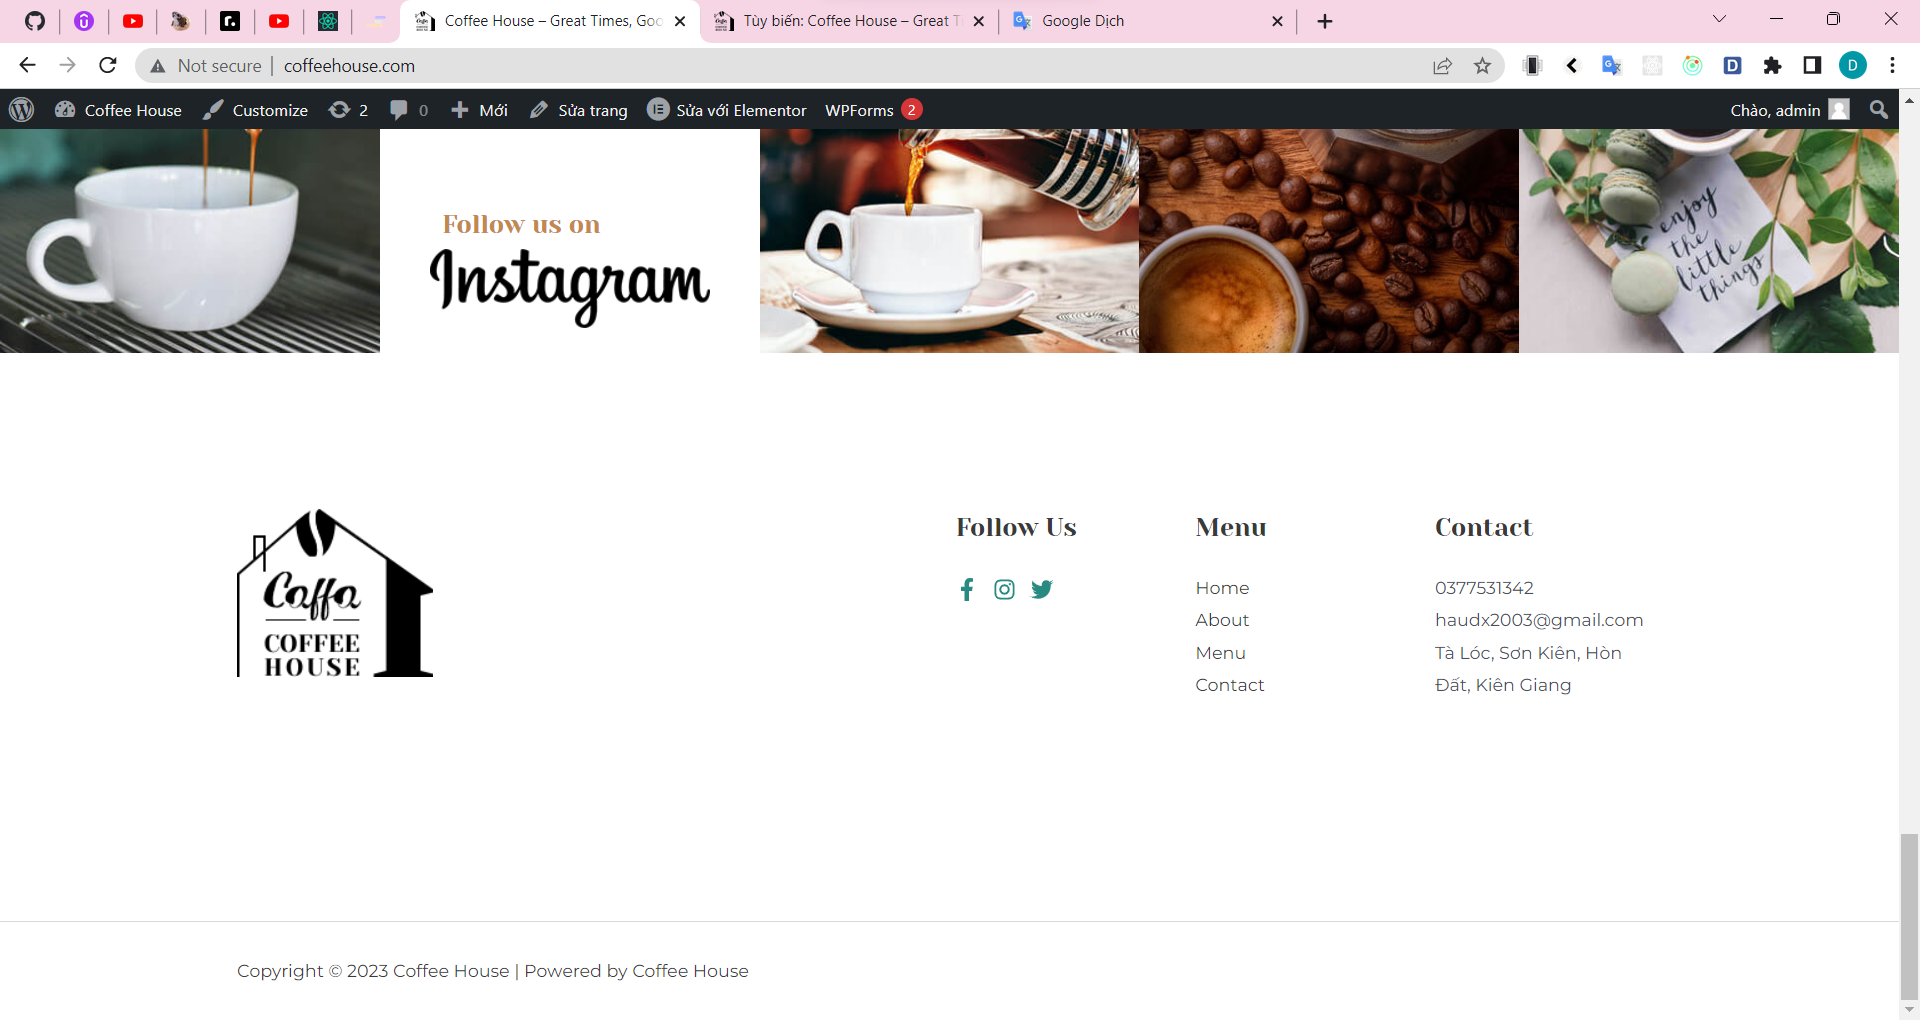 Coffee House – Great Times, Goo
Tùy biến: Coffee House – Great T
Google Dịch
Not secure
coffeehouse.com
D
Coffee House
Customize
2
0
Mới
Sửa trang
Sửa với Elementor
WPForms 2
Chào, admin
Follow us on
Instagram
enjoy
the
little
things
Caffa
COFFEE
HOUSE
Follow Us
Menu
Home
About
Menu
Contact
Contact
0377531342
haudx2003@gmail.com
Tà Lóc, Sơn Kiên, Hòn
Đất, Kiên Giang
Copyright © 2023 Coffee House | Powered by Coffee House